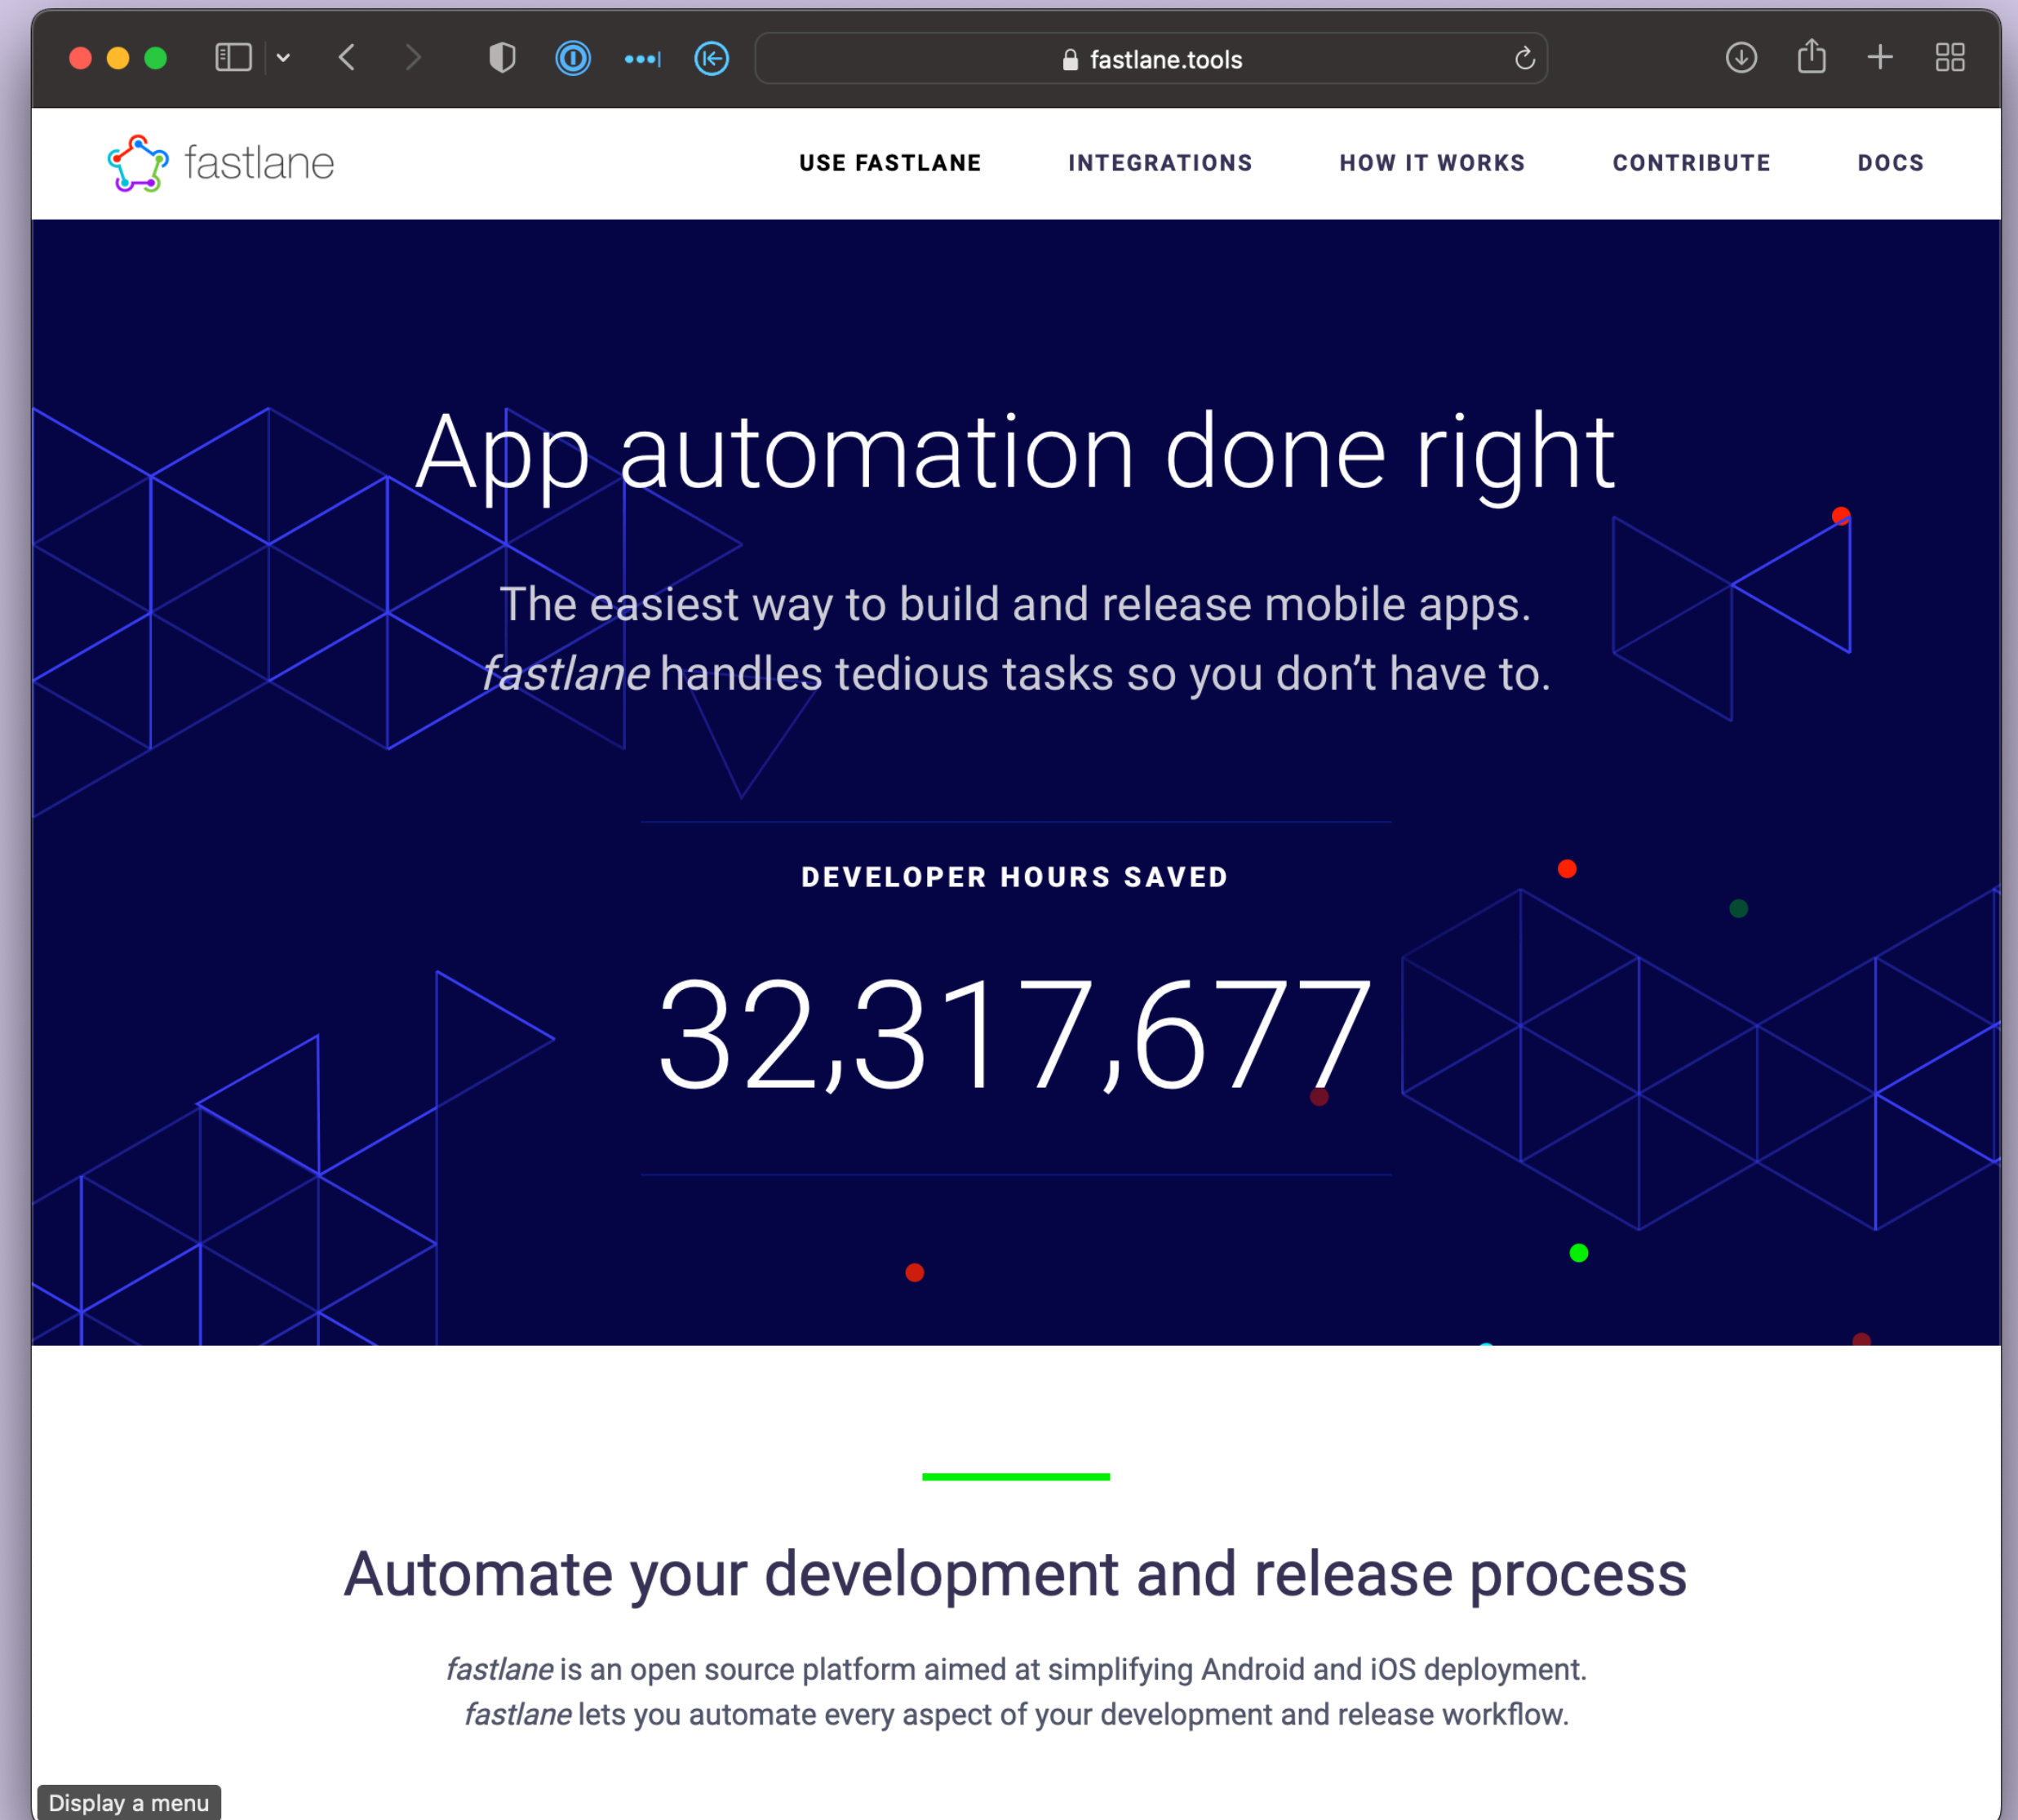 fastlane.tools
fastlane
USE FASTLANE
INTEGRATIONS
HOW IT WORKS
CONTRIBUTE
DOCS
App automation done right
The easiest way to build and release mobile apps.
fastlane handles tedious tasks so you don’t have to.
DEVELOPER HOURS SAVED
32,317,677
Automate your development and release process
fastlane is an open source platform aimed at simplifying Android and iOS deployment.
fastlane lets you automate every aspect of your development and release workflow.
Display a menu